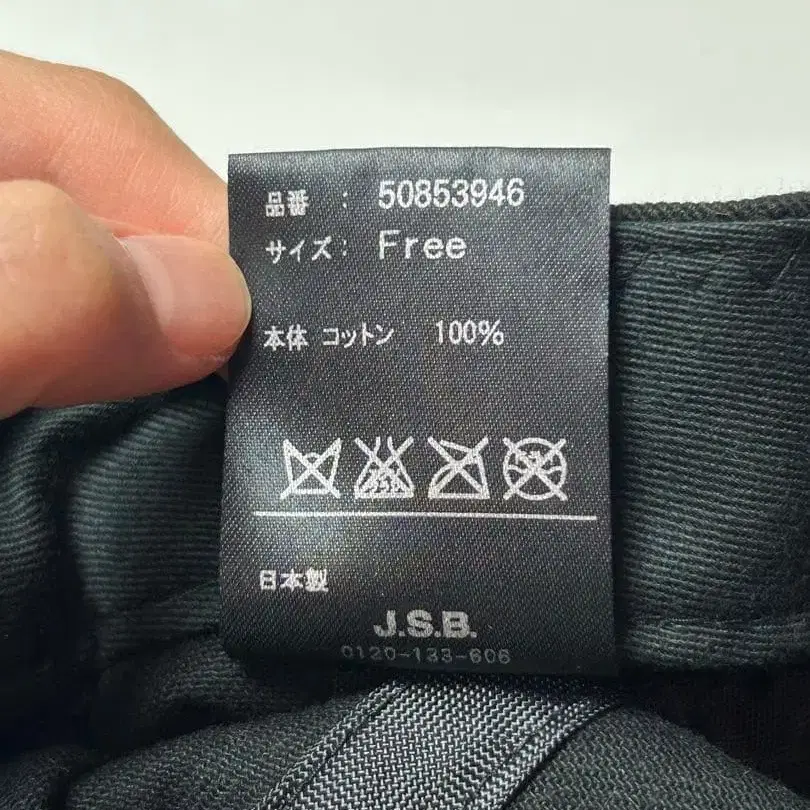 品番 : 50853946
サイズ : Free
本体 コットン 100%
日本製
J.S.B.
0120-133-606